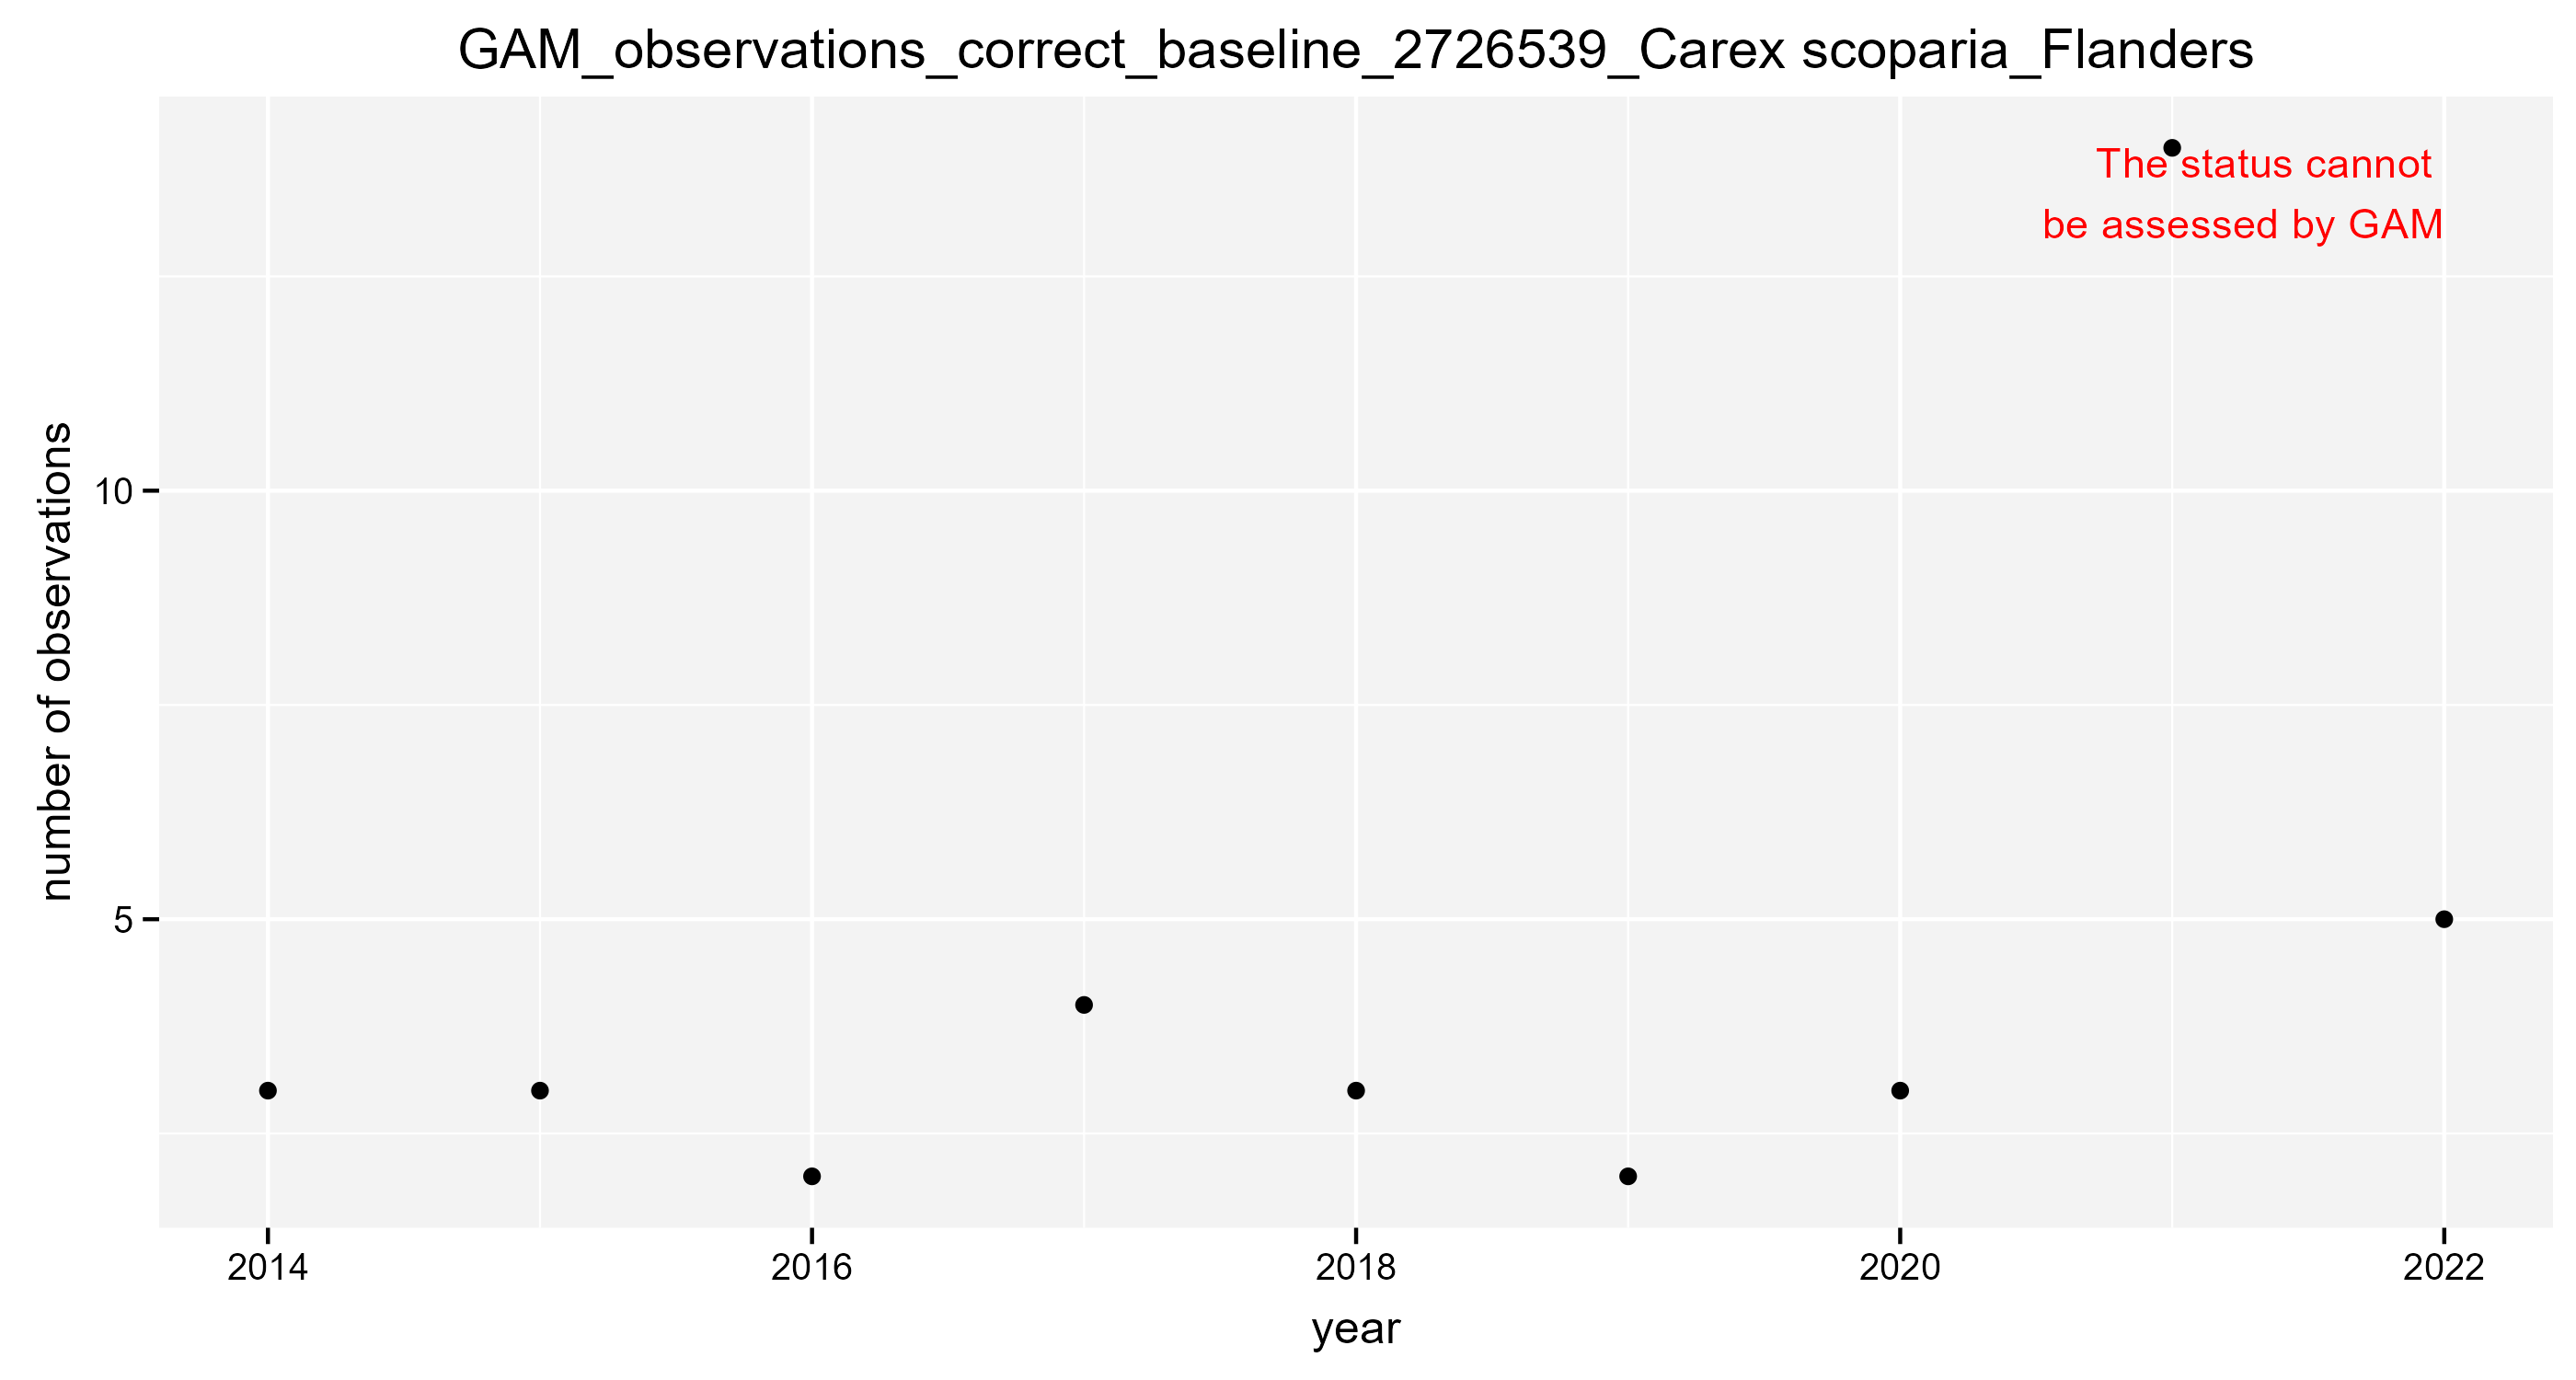 GAM_observations_correct_baseline_2726539_Carex scoparia_Flanders
The status cannot
be assessed by GAM
number of observations
10
5
2014
2016
2018
2020
2022
year